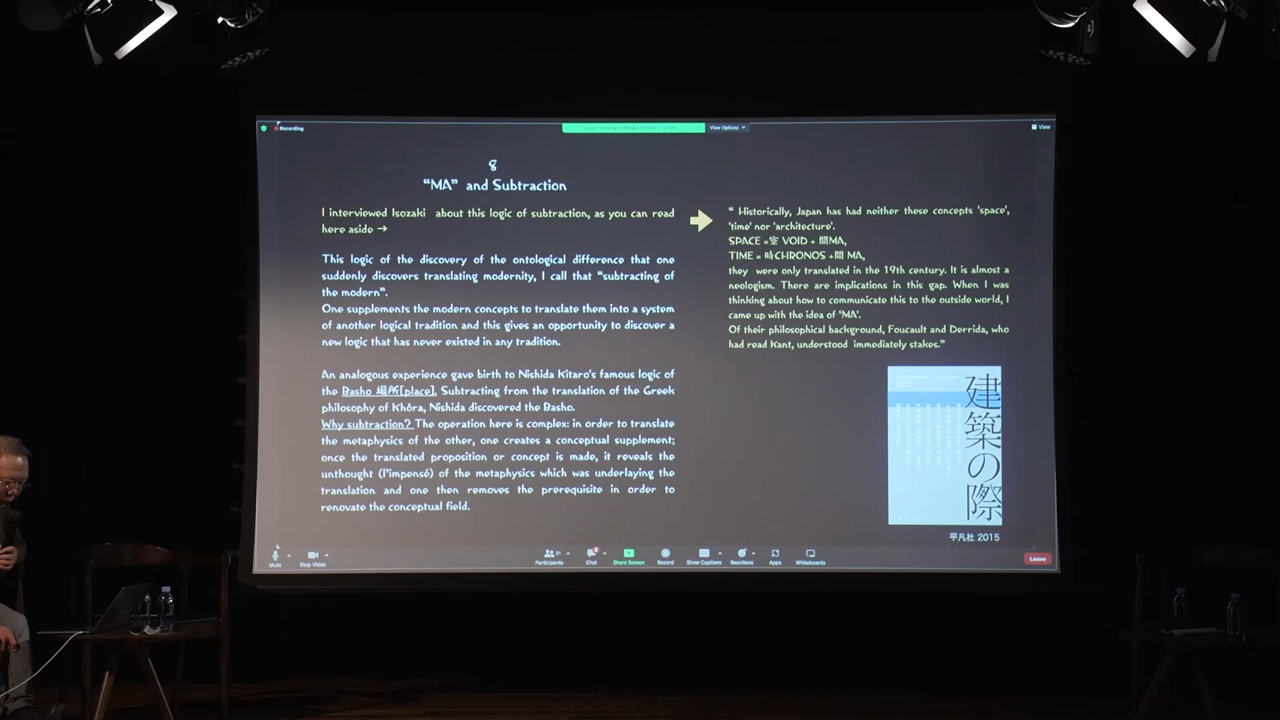 Recording
View Options
View
8
“MA” and Subtraction
I interviewed Isozaki about this logic of subtraction, as you can read
here aside →
This logic of the discovery of the ontological difference that one
suddenly discovers translating modernity, I call that “subtracting of
the modern”.
One supplements the modern concepts to translate them into a system
of another logical tradition and this gives an opportunity to discover a
new logic that has never existed in any tradition.
An analogous experience gave birth to Nishida Kitaro's famous logic of
the Basho 場所[place]. Subtracting from the translation of the Greek
philosophy of Khôra, Nishida discovered the Basho.
Why subtraction? The operation here is complex: in order to translate
the metaphysics of the other, one creates a conceptual supplement;
once the translated proposition or concept is made, it reveals the
unthought (l'impensé) of the metaphysics which was underlaying the
translation and one then removes the prerequisite in order to
renovate the conceptual field.
“ Historically, Japan has had neither these concepts 'space',
'time' nor 'architecture'.
SPACE =空 VOID + 間MA,
TIME = 時CHRONOS +間 MA,
they were only translated in the 19th century. It is almost a
neologism. There are implications in this gap. When I was
thinking about how to communicate this to the outside world, I
came up with the idea of 'MA'.
Of their philosophical background, Foucault and Derrida, who
had read Kant, understood immediately stakes.”
建築の際
平凡社 2015
Mute
Stop Video
Participants
Chat
Share Screen
Record
Show Captions
Reactions
Apps
Whiteboards
Leave